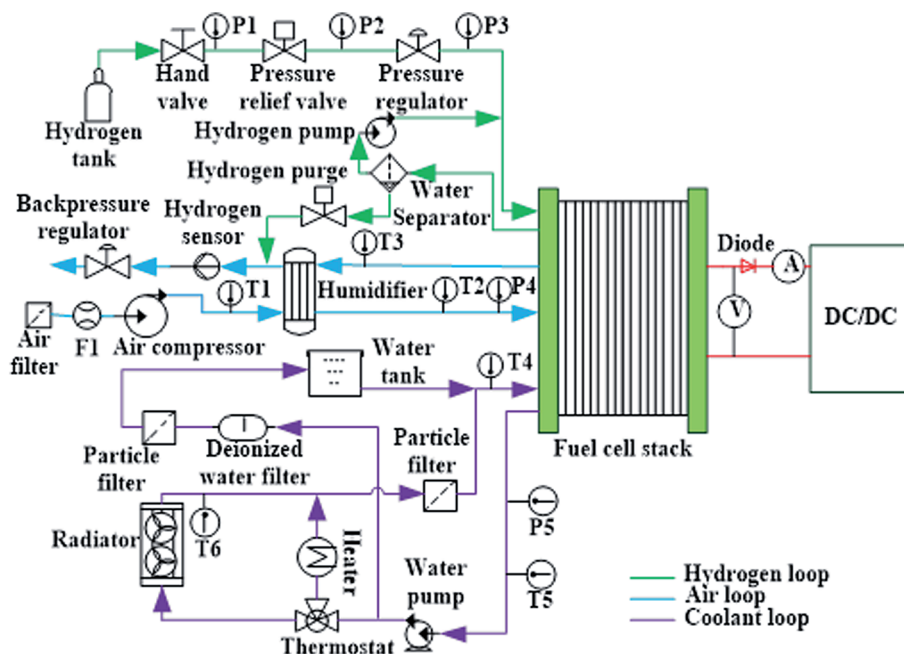 P1
P2
P3
Hand
valve
Pressure
relief valve
Pressure
regulator
Hydrogen
tank
Hydrogen pump
Hydrogen purge
Water
Separator
Backpressure
regulator
Hydrogen
sensor
T3
Diode
A
V
DC/DC
T1
Humidifier
T2
P4
Air
filter
F1
Air compressor
Water
tank
T4
Particle
filter
Deionized
water filter
Particle
filter
Fuel cell stack
Radiator
T6
Heater
P5
T5
Water
pump
Thermostat
Hydrogen loop
Air loop
Coolant loop